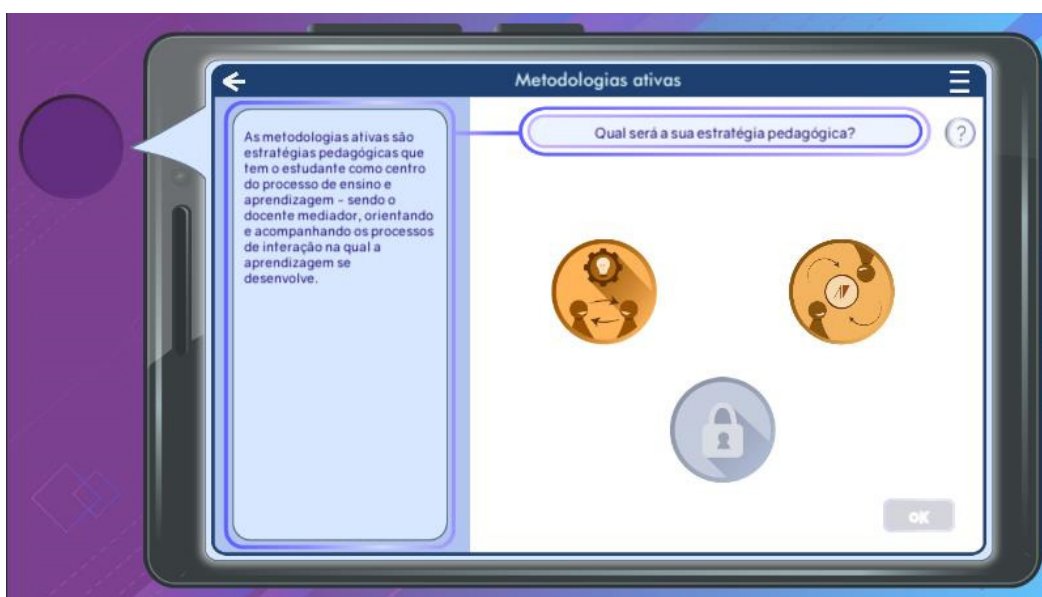 Metodologias ativas
As metodologias ativas são
estratégias pedagógicas que
tem o estudante como centro
do processo de ensino e
aprendizagem – sendo o
docente mediador, orientando
e acompanhando os processos
de interação na qual a
aprendizagem se
desenvolve.
Qual será a sua estratégia pedagógica?
?
OK